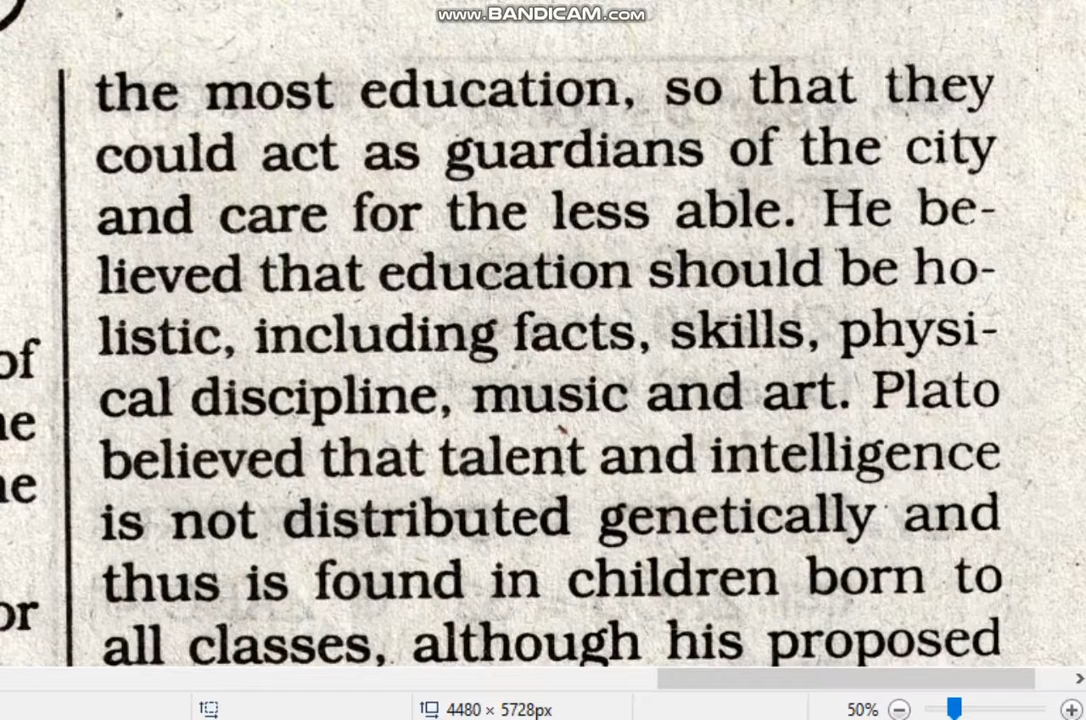 www.BANDICAM.com
the most education, so that they
could act as guardians of the city
and care for the less able. He be-
lieved that education should be ho-
listic, including facts, skills, physi-
cal discipline, music and art. Plato
believed that talent and intelligence
is not distributed genetically and
thus is found in children born to
all classes, although his proposed
of
or
4480 × 5728px
50%